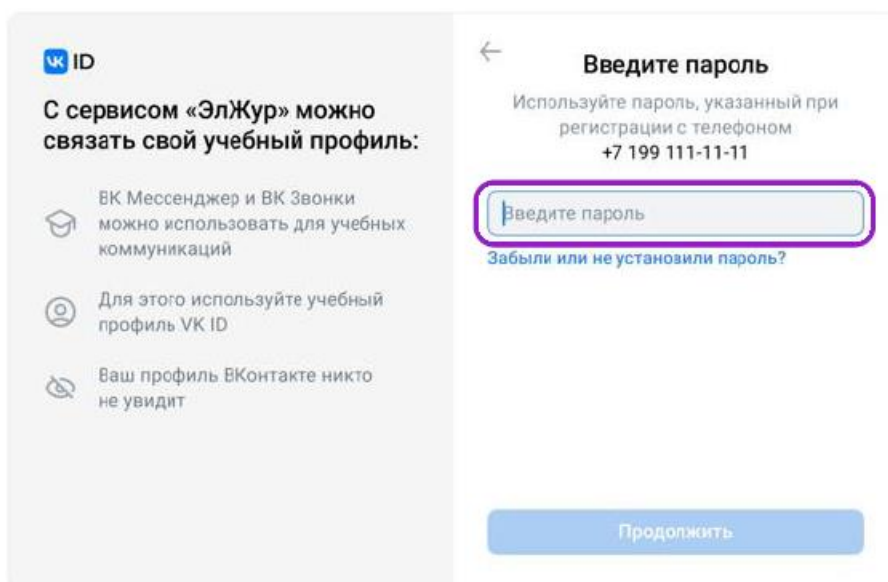 VK ID
С сервисом «ЭлЖур» можно
связать свой учебный профиль:
ВК Мессенджер и ВК Звонки
можно использовать для учебных
коммуникаций
Для этого используйте учебный
профиль VK ID
Ваш профиль ВКонтакте никто
не увидит
Введите пароль
Используйте пароль, указанный при
регистрации с телефоном
+7 199 111-11-11
Введите пароль
Забыли или не установили пароль?
Продолжить